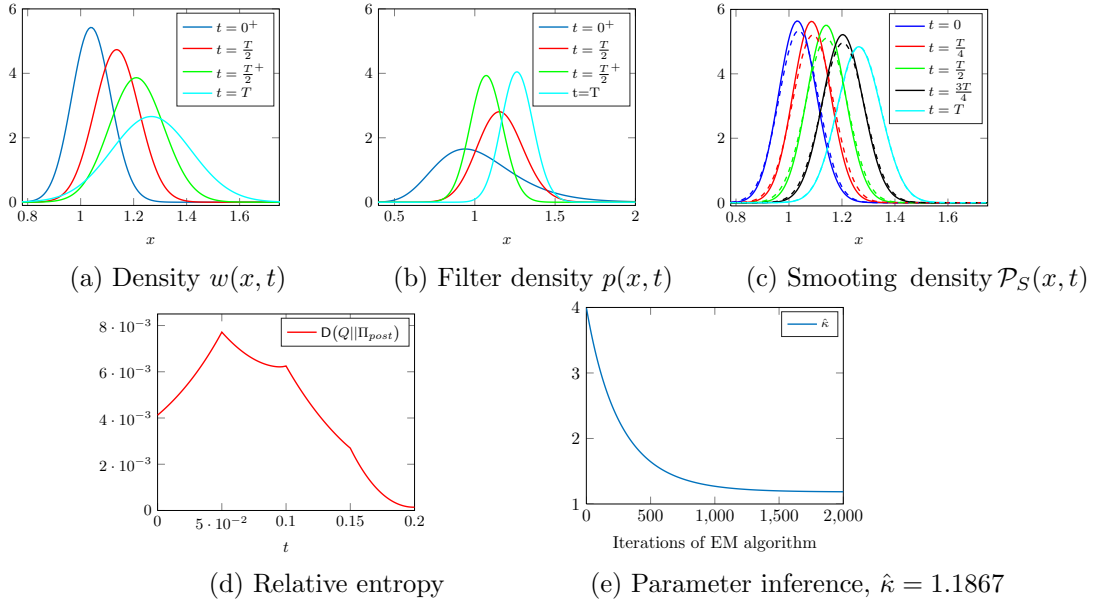 6
4
2
0
0.8
1
1.2
1.4
1.6
x
t = 0⁺
t = T/2
t = T/2⁺
t = T
(a) Density w(x, t)
6
4
2
0
0.5
1
1.5
2
x
t = 0⁺
t = T/2
t = T/2⁺
t=T
(b) Filter density p(x, t)
6
4
2
0
0.8
1
1.2
1.4
1.6
x
t = 0
t = T/4
t = T/2
t = 3T/4
t = T
(c) Smooting density 𝒫_S(x, t)
8 · 10⁻³
6 · 10⁻³
4 · 10⁻³
2 · 10⁻³
0
0
5 · 10⁻²
0.1
0.15
0.2
t
D(Q||Π_post)
(d) Relative entropy
4
3
2
1
0
500
1,000
1,500
2,000
Iterations of EM algorithm
κ̂
(e) Parameter inference, κ̂ = 1.1867